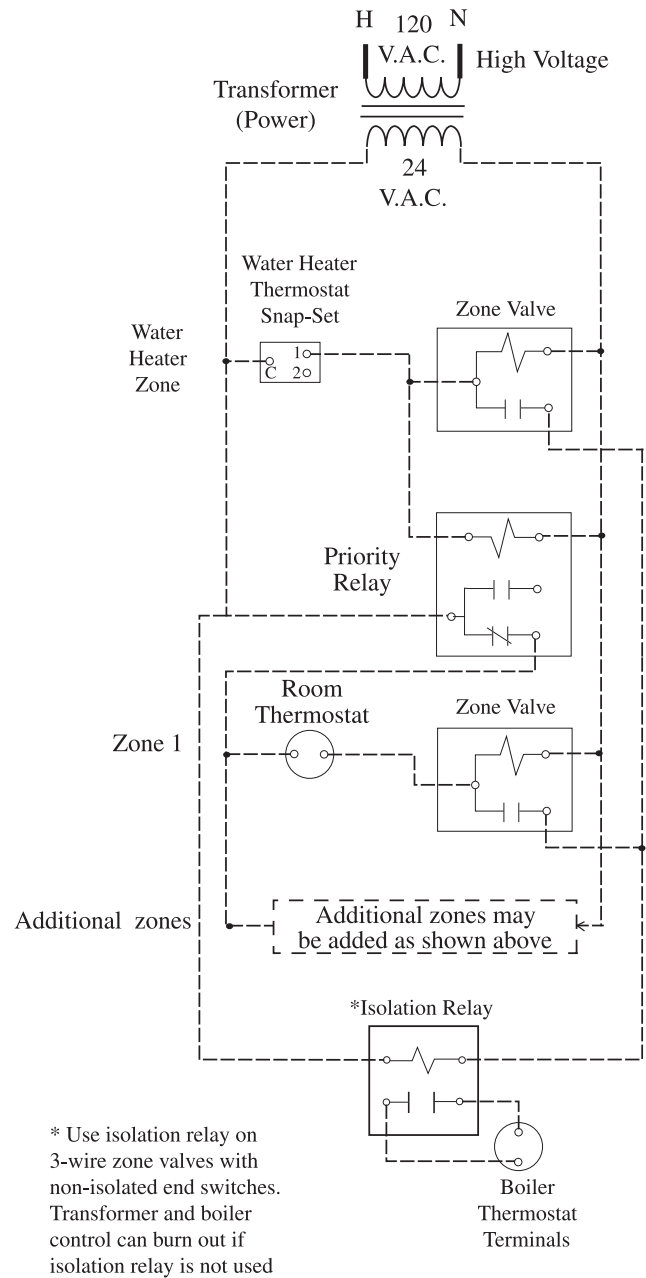 H 120 N
V.A.C.
High Voltage
Transformer
(Power)
24
V.A.C.
Water Heater
Thermostat
Snap-Set
Zone Valve
Water
Heater
Zone
1
C 2
Priority
Relay
Room
Thermostat
Zone Valve
Zone 1
Additional zones
Additional zones may
be added as shown above
*Isolation Relay
* Use isolation relay on
3-wire zone valves with
non-isolated end switches.
Transformer and boiler
control can burn out if
isolation relay is not used
Boiler
Thermostat
Terminals